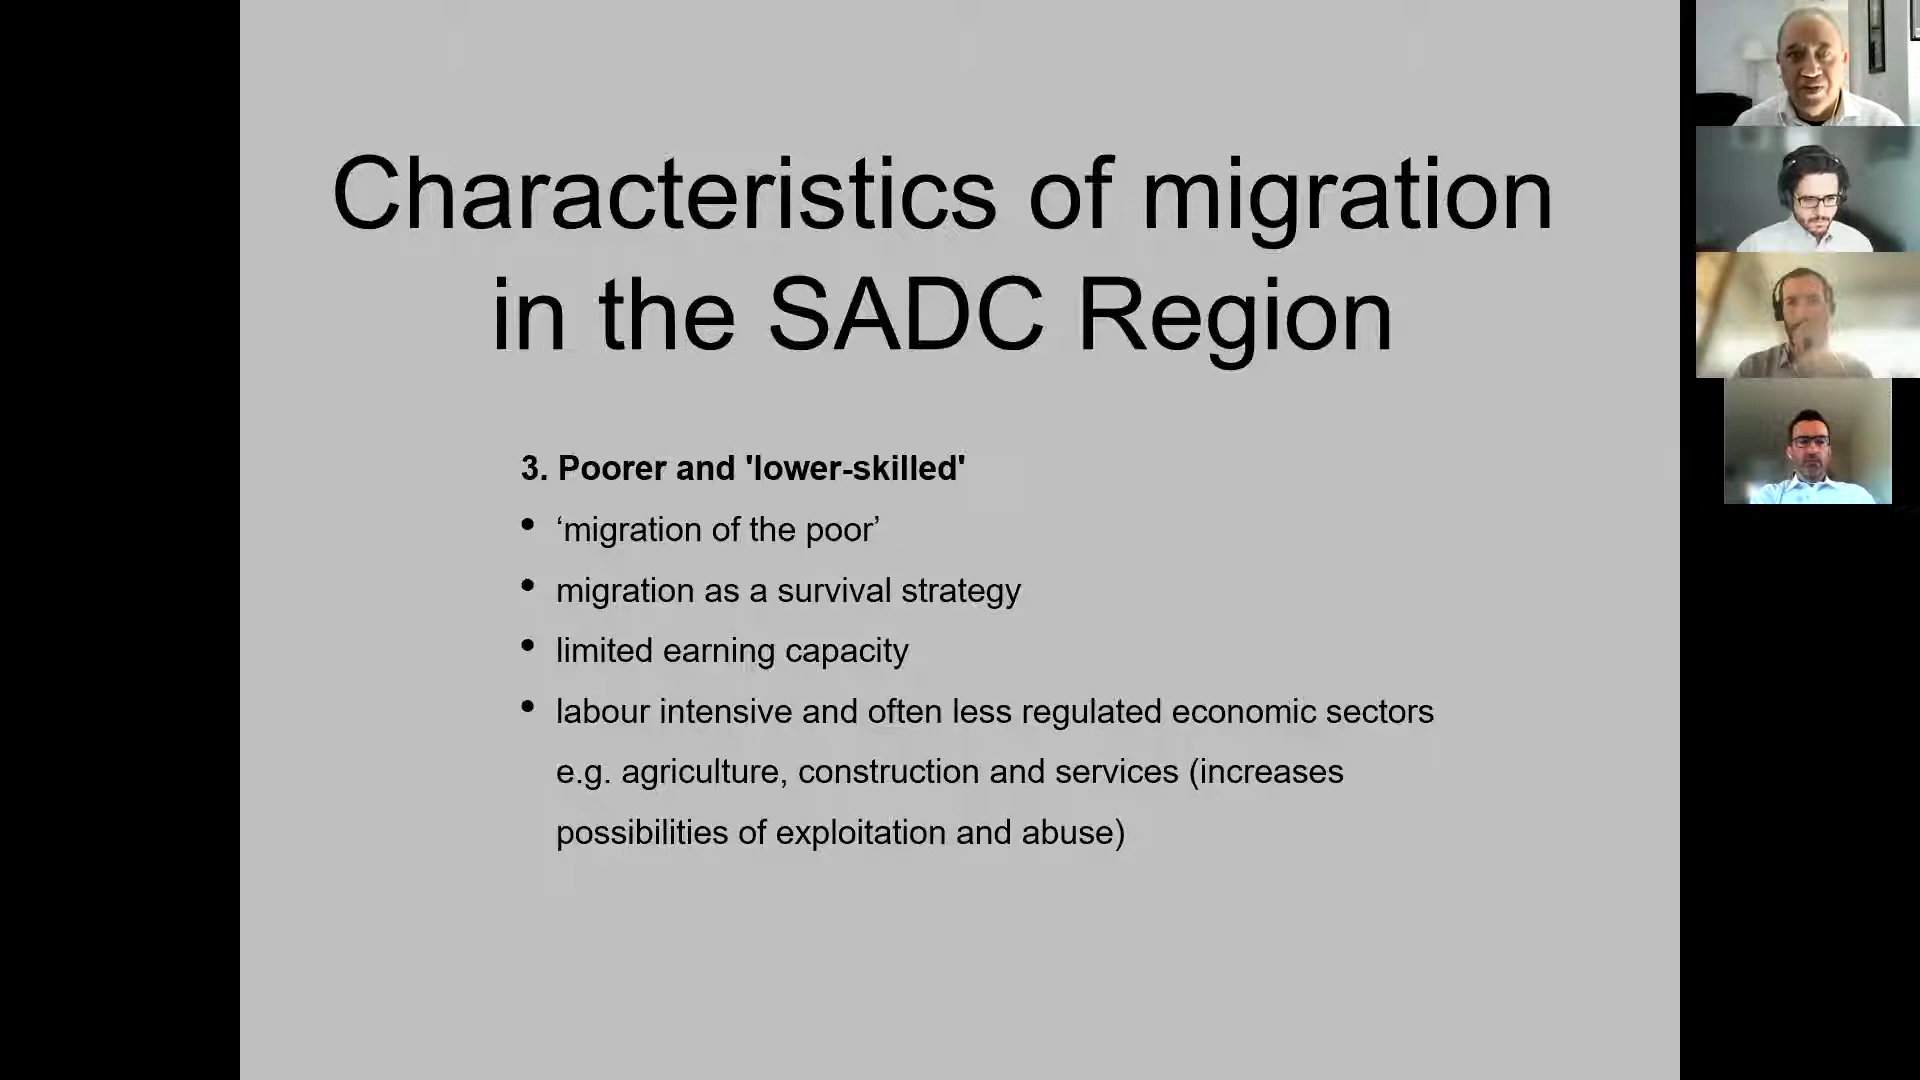 Characteristics of migration
in the SADC Region
3. Poorer and 'lower-skilled'
• ‘migration of the poor’
• migration as a survival strategy
• limited earning capacity
• labour intensive and often less regulated economic sectors
e.g. agriculture, construction and services (increases
possibilities of exploitation and abuse)